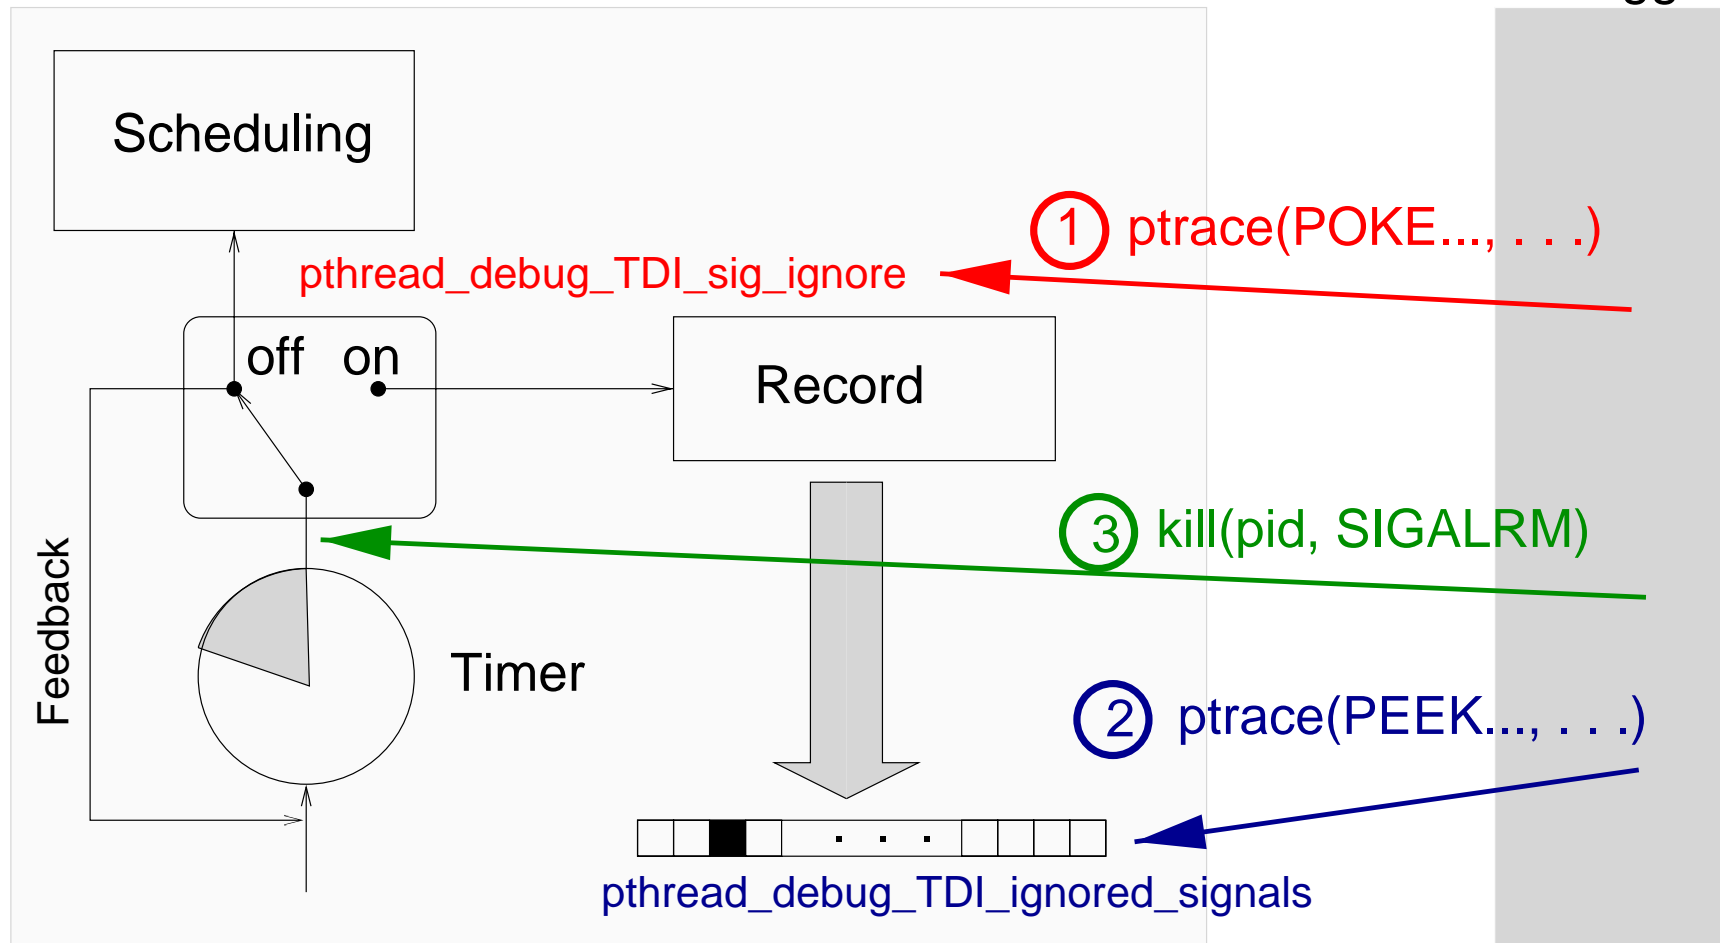 Scheduling
1 ptrace(POKE..., . . .)
pthread_debug_TDI_sig_ignore
off on
Record
3 kill(pid, SIGALRM)
Feedback
Timer
2 ptrace(PEEK..., . . .)
. . .
pthread_debug_TDI_ignored_signals